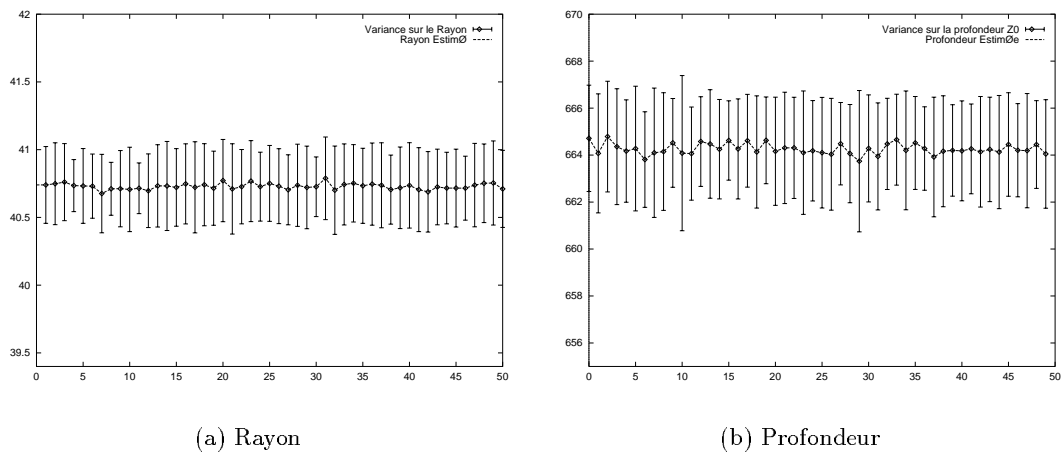 42
41.5
41
40.5
40
39.5
0 5 10 15 20 25 30 35 40 45 50
Variance sur le Rayon
Rayon EstimØ
(a) Rayon
670
668
666
664
662
660
658
656
0 5 10 15 20 25 30 35 40 45 50
Variance sur la profondeur Z0
Profondeur EstimØe
(b) Profondeur